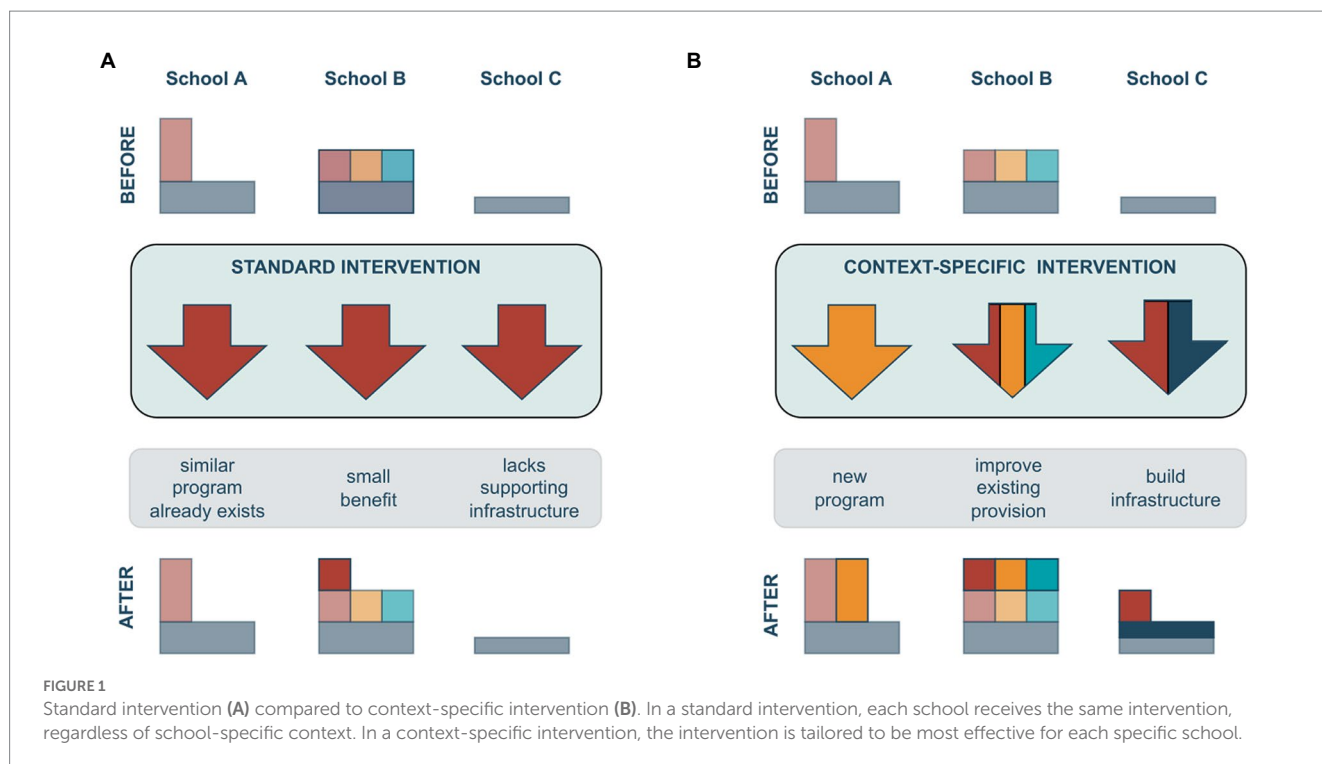 A
School A School B School C
BEFORE
STANDARD INTERVENTION
similar
program
already exists
small
benefit
lacks
supporting
infrastructure
AFTER
B
School A School B School C
BEFORE
CONTEXT-SPECIFIC INTERVENTION
new
program
improve
existing
provision
build
infrastructure
AFTER
FIGURE 1
Standard intervention (A) compared to context-specific intervention (B). In a standard intervention, each school receives the same intervention,
regardless of school-specific context. In a context-specific intervention, the intervention is tailored to be most effective for each specific school.